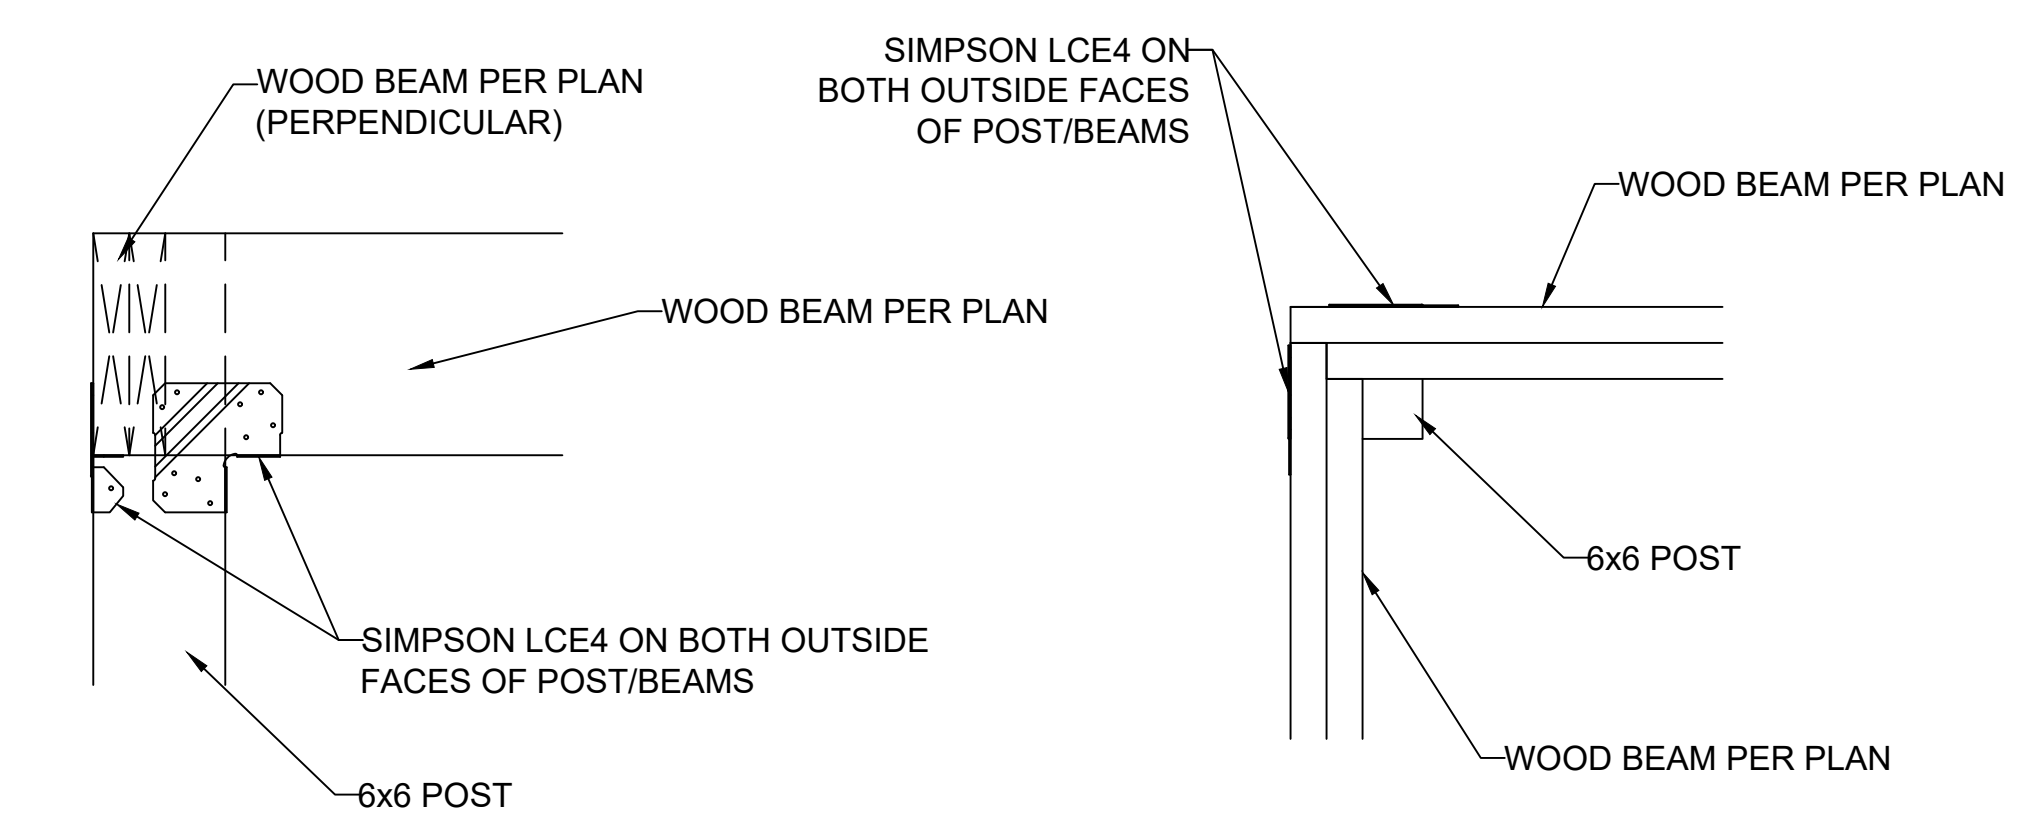 WOOD BEAM PER PLAN
(PERPENDICULAR)
WOOD BEAM PER PLAN
SIMPSON LCE4 ON BOTH OUTSIDE
FACES OF POST/BEAMS
6x6 POST
SIMPSON LCE4 ON
BOTH OUTSIDE FACES
OF POST/BEAMS
WOOD BEAM PER PLAN
6x6 POST
WOOD BEAM PER PLAN